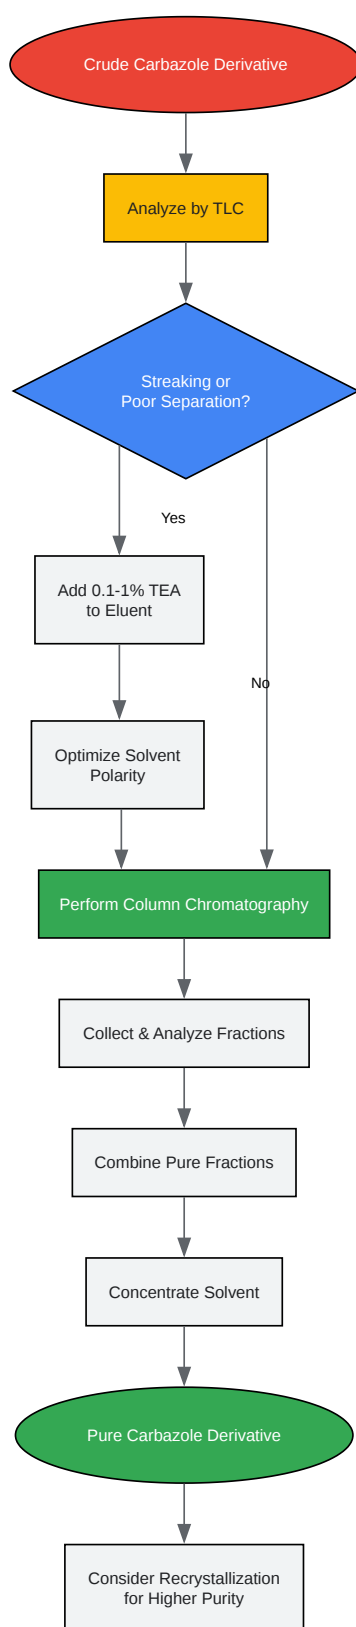 Crude Carbazole Derivative
Analyze by TLC
Streaking or
Poor Separation?
Yes
Add 0.1-1% TEA
to Eluent
No
Optimize Solvent
Polarity
Perform Column Chromatography
Collect & Analyze Fractions
Combine Pure Fractions
Concentrate Solvent
Pure Carbazole Derivative
Consider Recrystallization
for Higher Purity